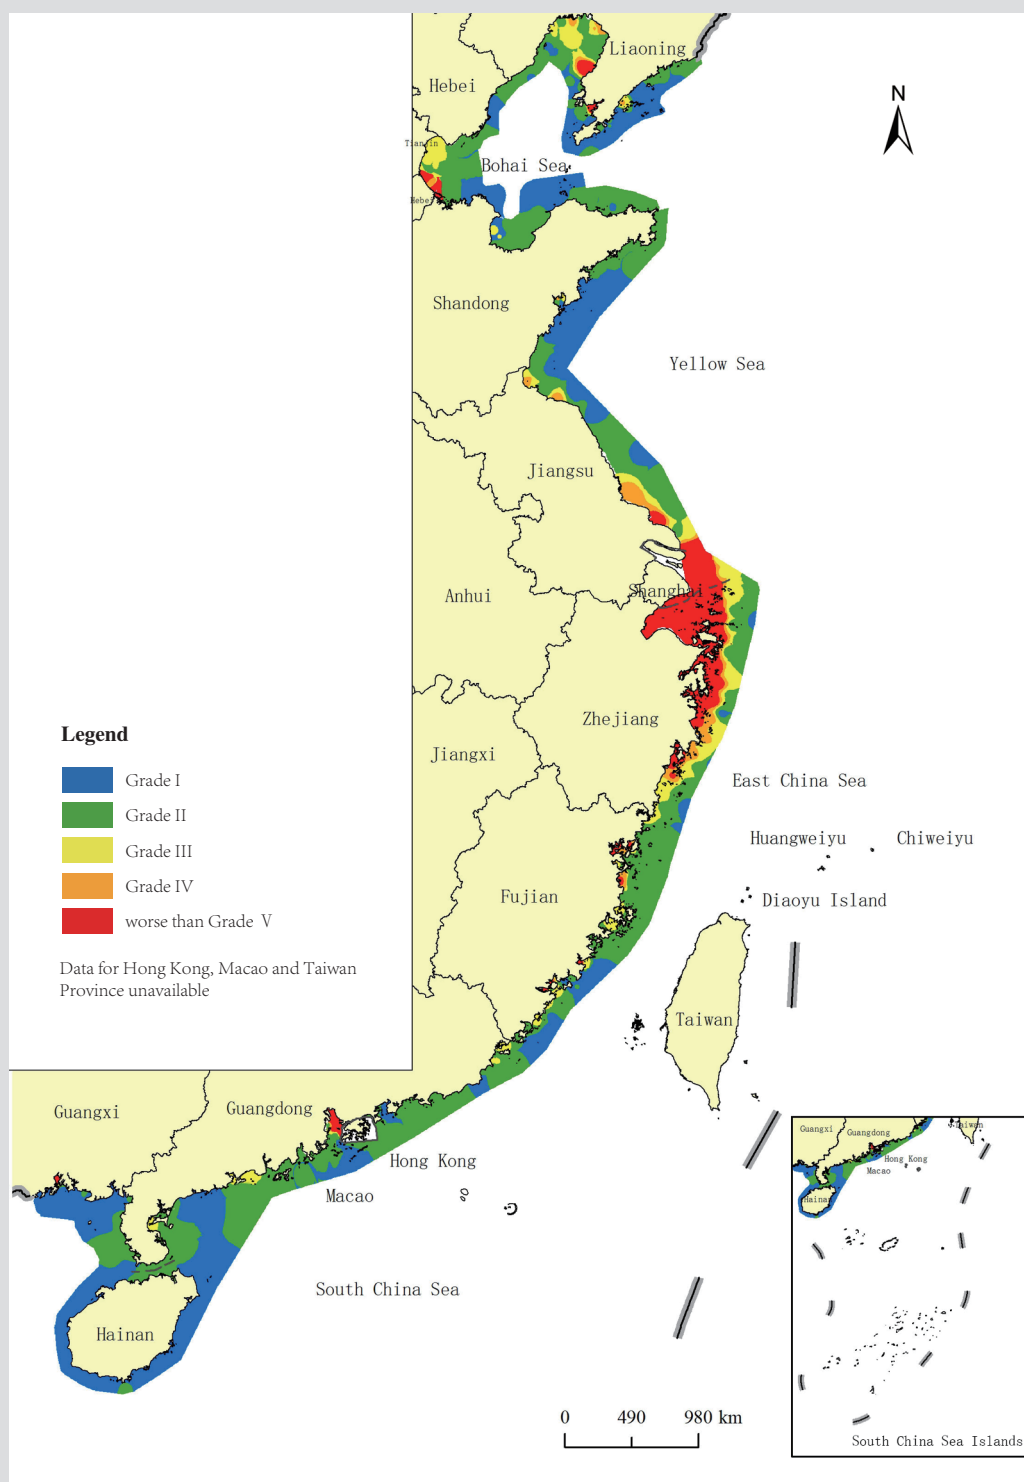 Liaoning
Hebei
N
Tianjin
Bohai Sea
Hebei
Shandong
Yellow Sea
Jiangsu
Shanghai
Anhui
Zhejiang
Legend
Jiangxi
Grade I
East China Sea
Grade II
Huangweiyu
Chiweiyu
Grade III
Grade IV
Fujian
Diaoyu Island
worse than Grade V
Data for Hong Kong, Macao and Taiwan
Province unavailable
Taiwan
Guangxi
Guangdong
Hong Kong
Macao
South China Sea
Hainan
Guangxi
Guangdong
Taiwan
Hong Kong
Macao
Hainan
South China Sea Islands
0 490 980 km